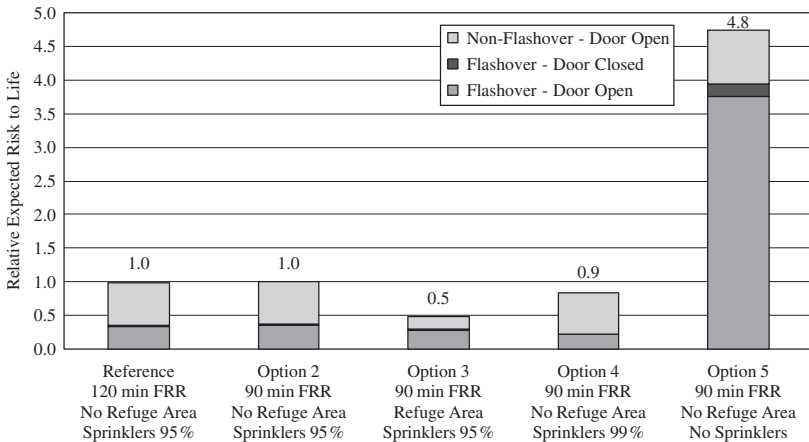 5.0
4.5
4.0
3.5
3.0
2.5
2.0
1.5
1.0
0.5
0.0
Relative Expected Risk to Life
Non-Flashover - Door Open
Flashover - Door Closed
Flashover - Door Open
1.0
1.0
0.5
0.9
4.8
Reference
120 min FRR
No Refuge Area
Sprinklers 95%
Option 2
90 min FRR
No Refuge Area
Sprinklers 95%
Option 3
90 min FRR
Refuge Area
Sprinklers 95%
Option 4
90 min FRR
No Refuge Area
Sprinklers 99%
Option 5
90 min FRR
No Refuge Area
No Sprinklers